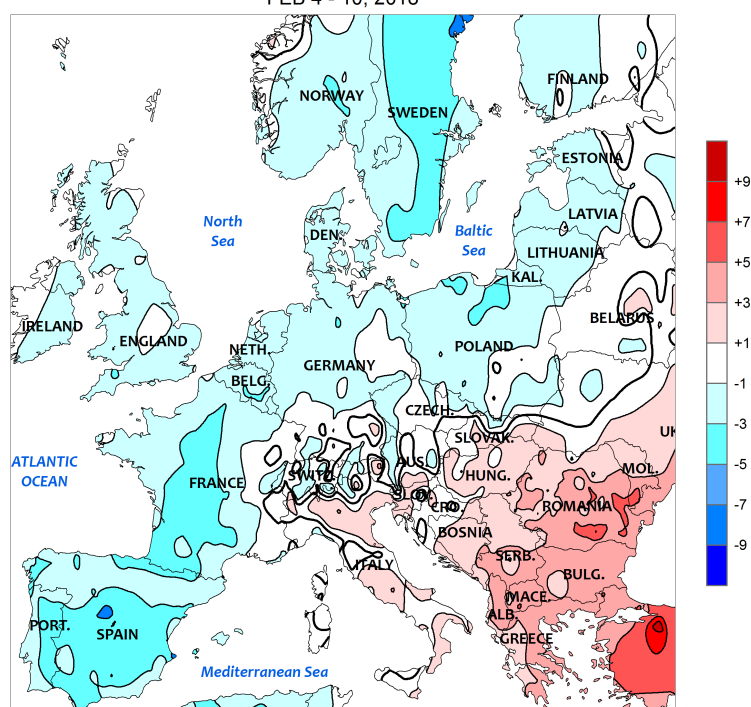 NORWAY
SWEDEN
FINLAND
ESTONIA
LATVIA
LITHUANIA
KAL.
North
Sea
Baltic
Sea
DEN.
IRELAND
ENGLAND
NETH.
BELG.
GERMANY
POLAND
BELARUS
CZECH.
SLOVAK.
UK
ATLANTIC
OCEAN
FRANCE
SWITZ.
AUS.
HUNG.
MOL.
SLO.
CRO.
ROMANIA
BOSNIA
ITALY
SERB.
BULG.
MACE.
ALB.
GREECE
PORT.
SPAIN
Mediterranean Sea
+9
+7
+5
+3
+1
-1
-3
-5
-7
-9